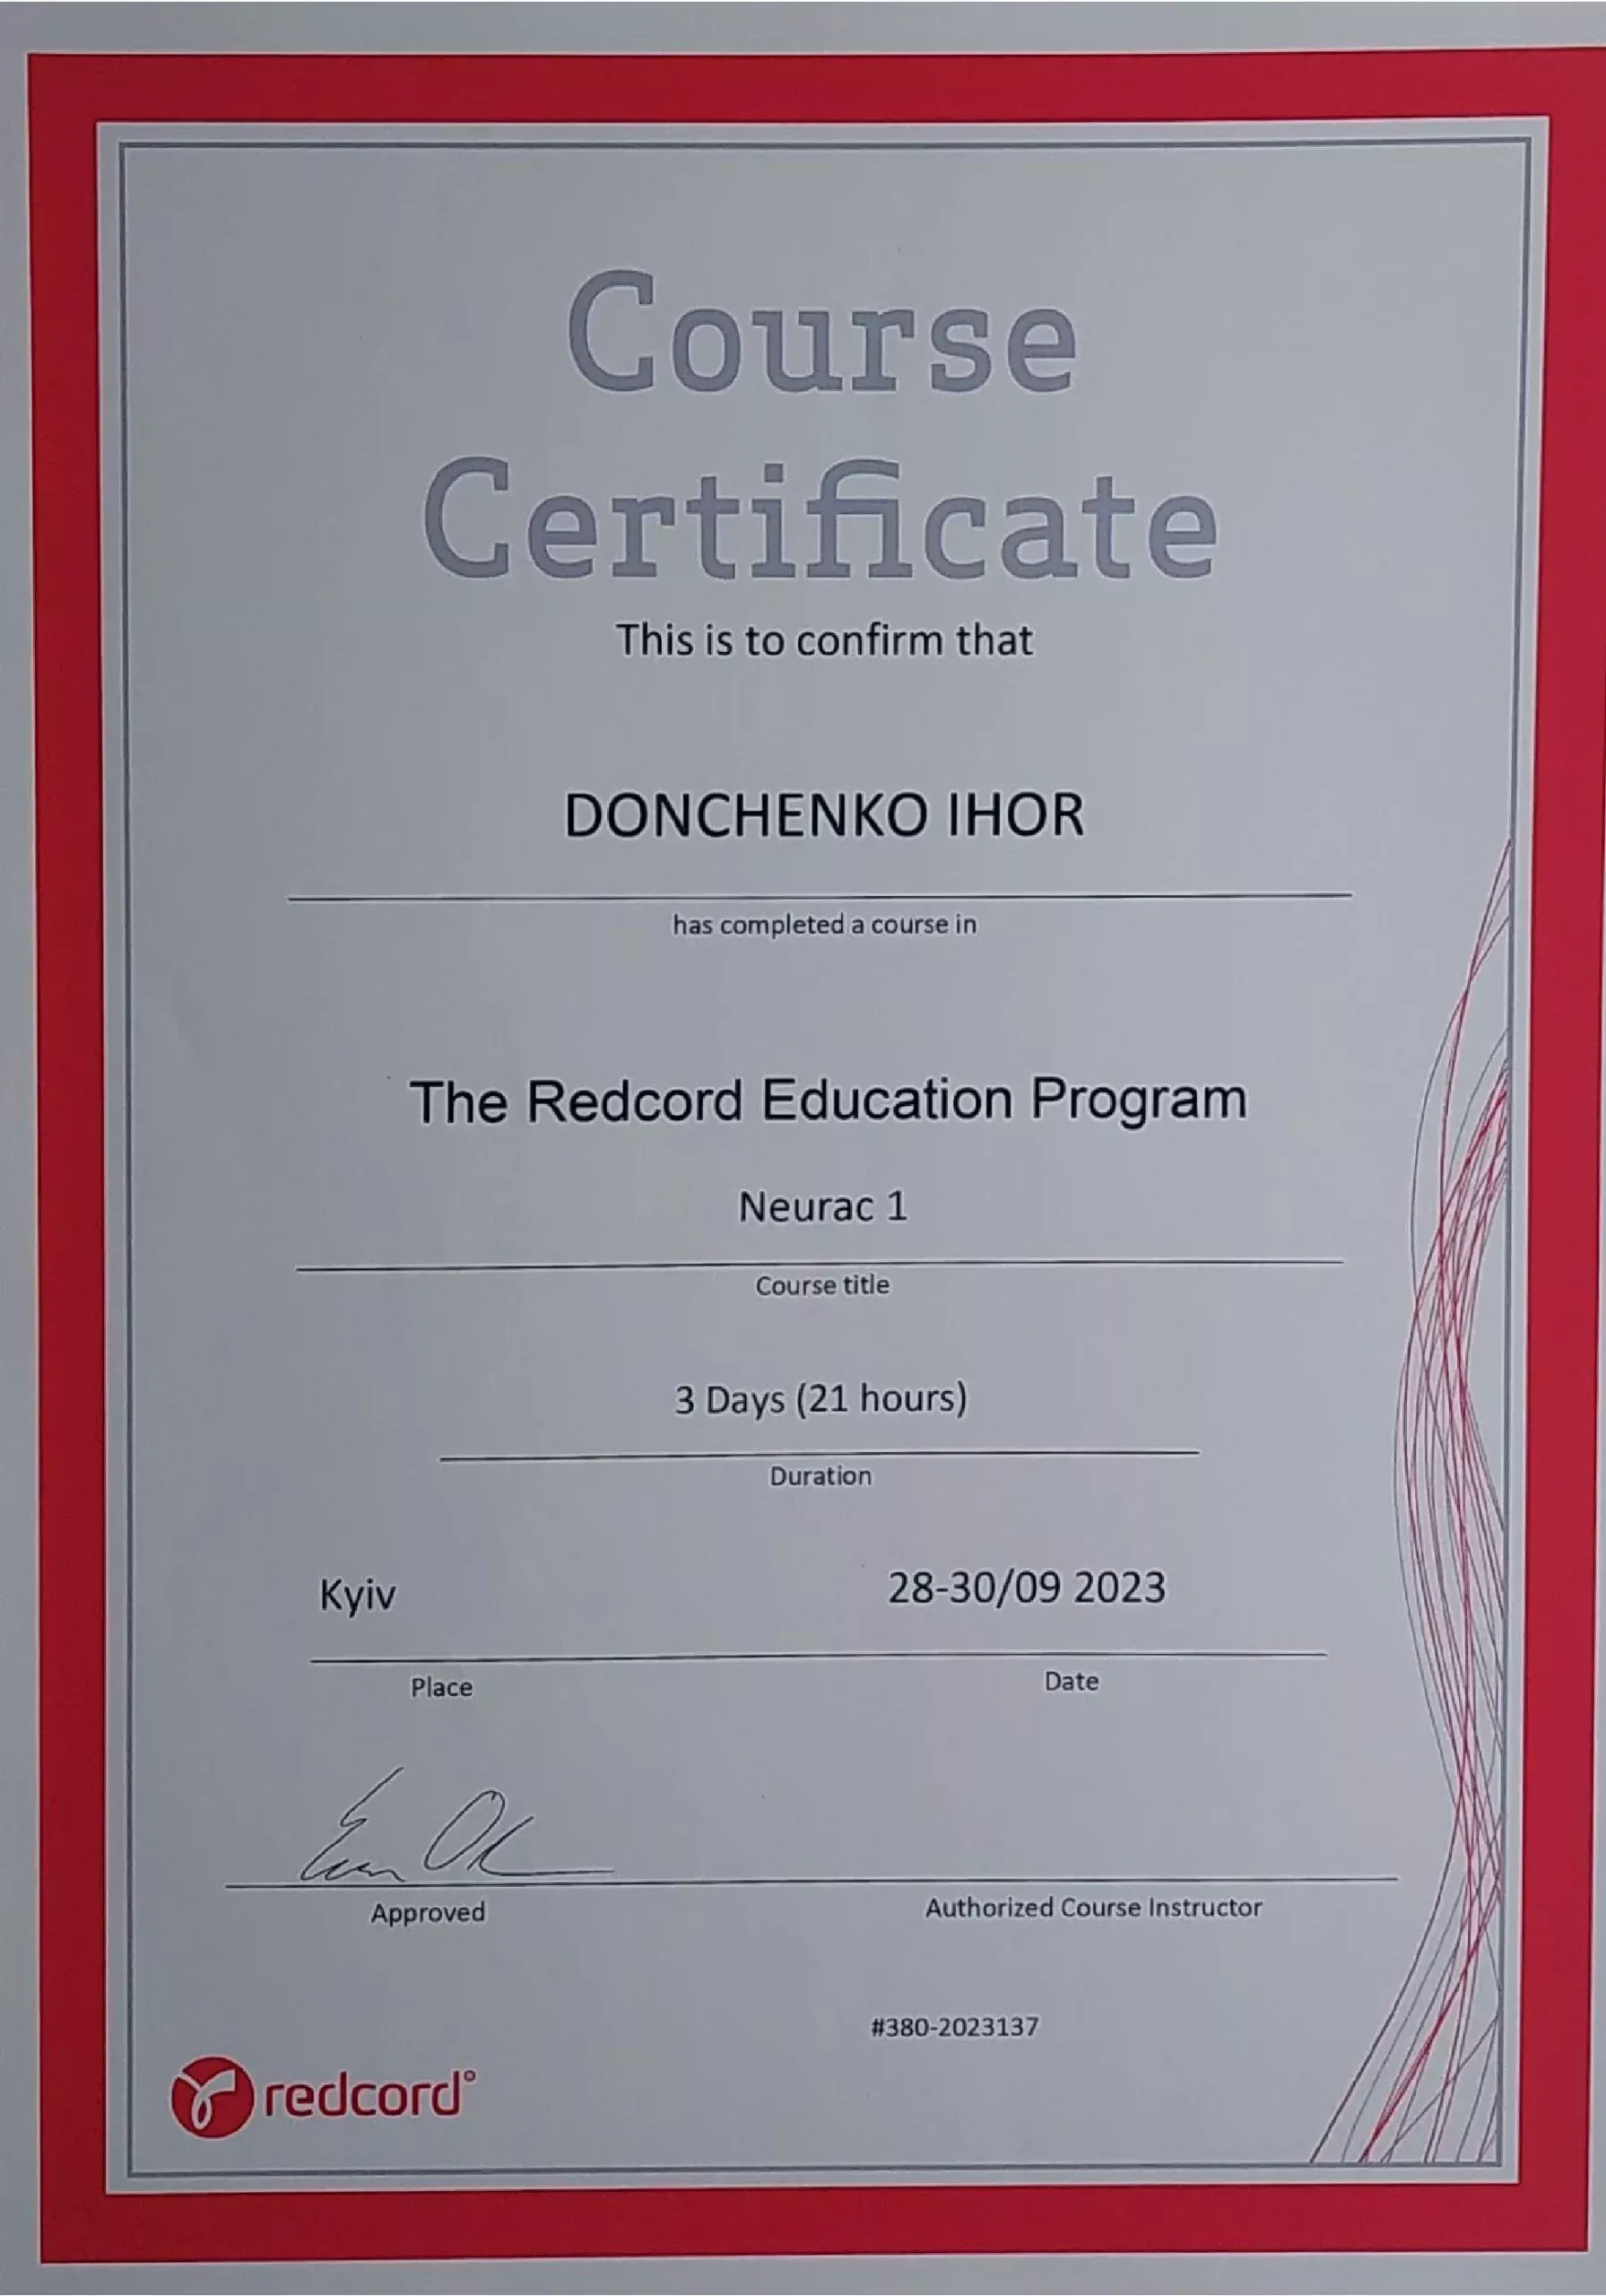 Course
Certificate
This is to confirm that
DONCHENKO IHOR
has completed a course in
The Redcord Education Program
Neurac 1
Course title
3 Days (21 hours)
Duration
Kyiv 28-30/09 2023
Place Date
Approved Authorized Course Instructor
#380-2023137
redcord°